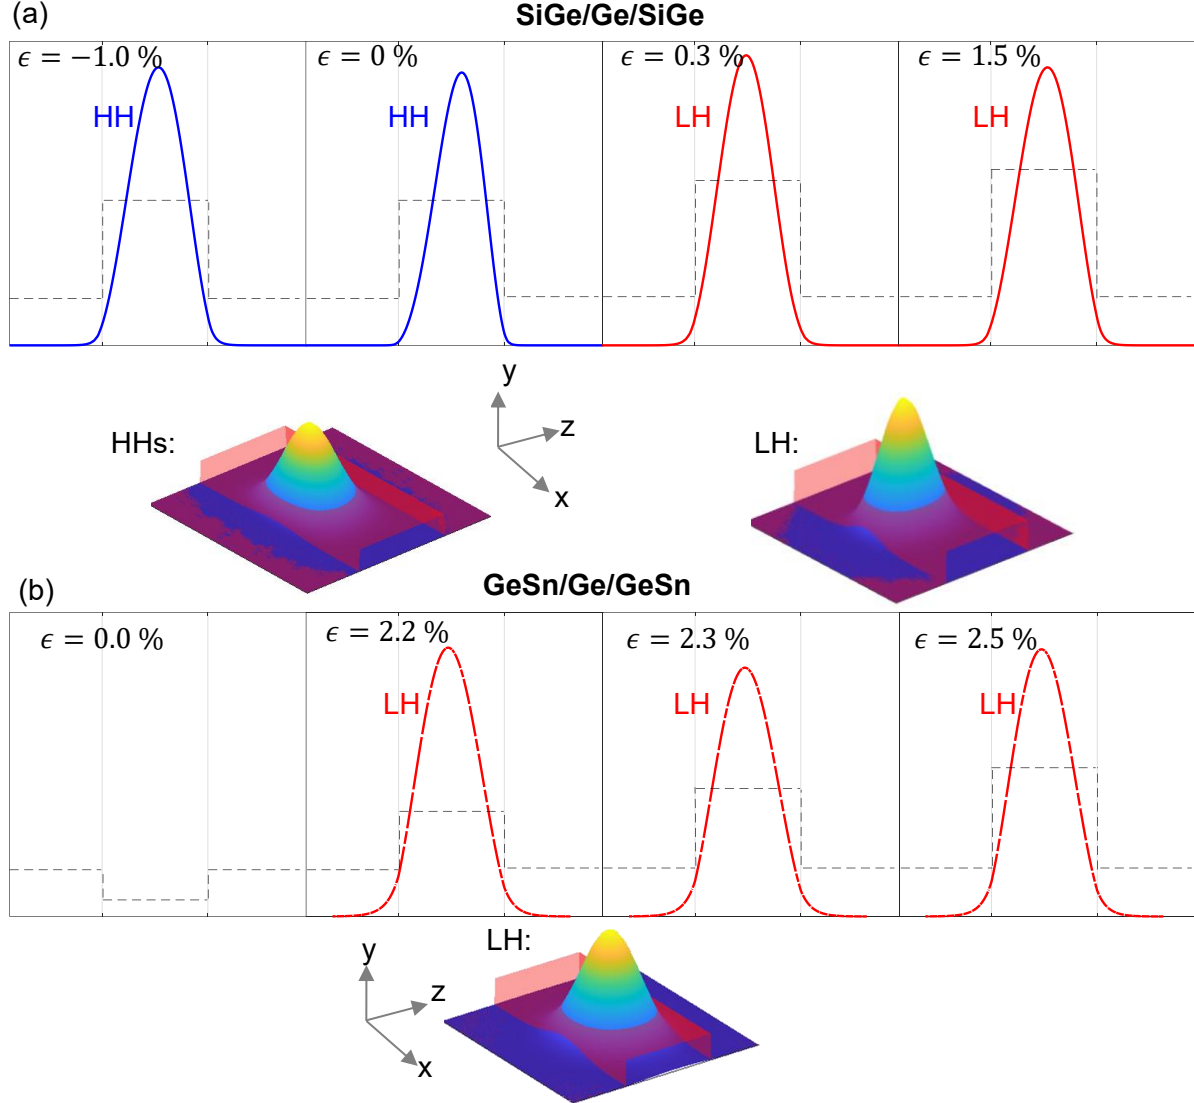 (a)
SiGe/Ge/SiGe
ϵ = −1.0 %
ϵ = 0 %
ϵ = 0.3 %
ϵ = 1.5 %
HH
HH
LH
LH
HHs:
y
z
x
LH:
(b)
GeSn/Ge/GeSn
ϵ = 0.0 %
ϵ = 2.2 %
ϵ = 2.3 %
ϵ = 2.5 %
LH
LH
LH
LH:
y
z
x